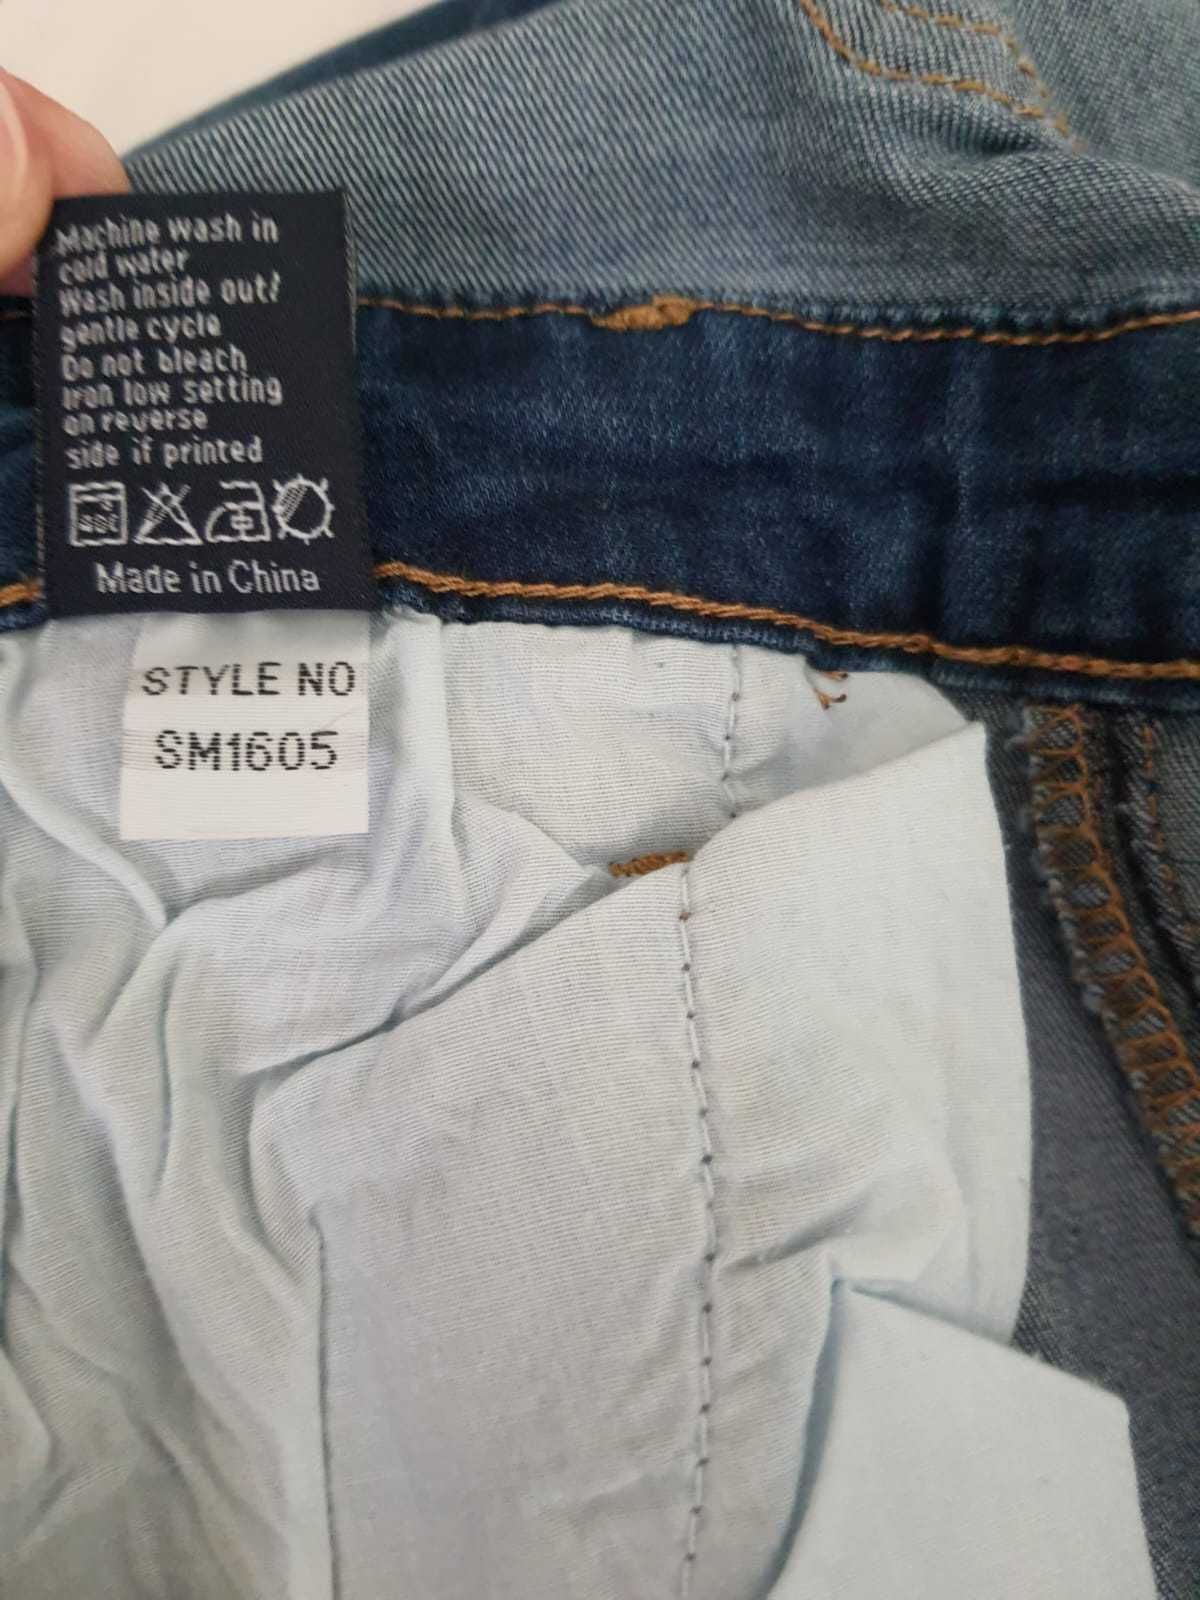 Machine wash in
cold water
Wash inside out/
gentle cycle
Do not bleach
Iron low setting
on reverse
side if printed
Made in China
STYLE NO
SM1605